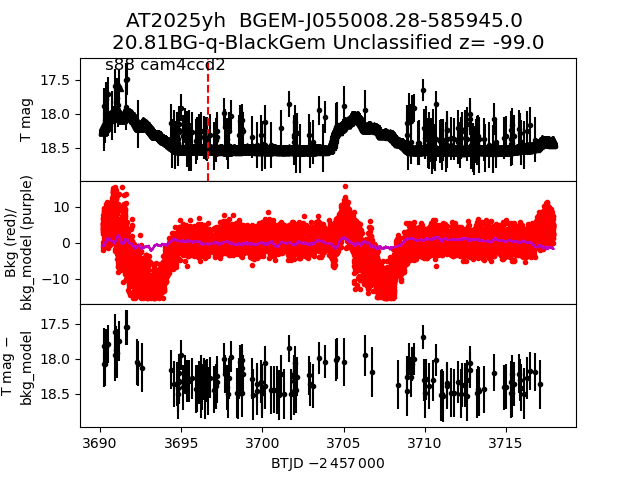 AT2025yh BGEM-J055008.28-585945.0
20.81BG-q-BlackGem Unclassified z= -99.0
s88 cam4ccd2
T mag
17.5
18.0
18.5
Bkg (red)/
bkg_model (purple)
10
0
−10
T mag −
bkg_model
17.5
18.0
18.5
3690 3695 3700 3705 3710 3715
BTJD −2 457 000